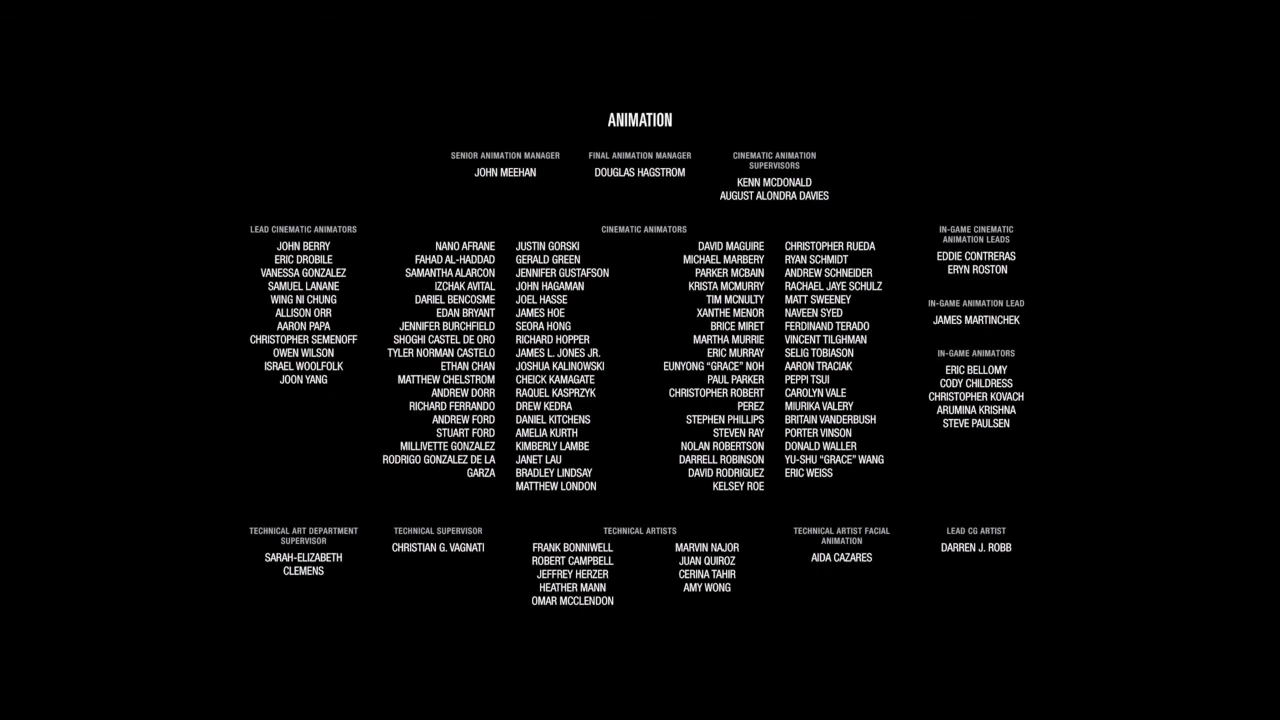 ANIMATION
SENIOR ANIMATION MANAGER
JOHN MEEHAN
FINAL ANIMATION MANAGER
DOUGLAS HAGSTROM
CINEMATIC ANIMATION
SUPERVISORS
KENN MCDONALD
AUGUST ALONDRA DAVIES
LEAD CINEMATIC ANIMATORS
JOHN BERRY
ERIC DROBILE
VANESSA GONZALEZ
SAMUEL LANANE
WING NI CHUNG
ALLISON ORR
AARON PAPA
CHRISTOPHER SEMENOFF
OWEN WILSON
ISRAEL WOOLFOLK
JOON YANG
CINEMATIC ANIMATORS
NANO AFRANE
FAHAD AL-HADDAD
SAMANTHA ALARCON
IZCHAK AVITAL
DARIEL BENCOSME
EDAN BRYANT
JENNIFER BURCHFIELD
SHOGHI CASTEL DE ORO
TYLER NORMAN CASTELO
ETHAN CHAN
MATTHEW CHELSTROM
ANDREW DORR
RICHARD FERRANDO
ANDREW FORD
STUART FORD
MILLIVETTE GONZALEZ
RODRIGO GONZALEZ DE LA
GARZA
JUSTIN GORSKI
GERALD GREEN
JENNIFER GUSTAFSON
JOHN HAGAMAN
JOEL HASSE
JAMES HOE
SEORA HONG
RICHARD HOPPER
JAMES L. JONES JR.
JOSHUA KALINOWSKI
CHEICK KAMAGATE
RAQUEL KASPRZYK
DREW KEDRA
DANIEL KITCHENS
AMELIA KURTH
KIMBERLY LAMBE
JANET LAU
BRADLEY LINDSAY
MATTHEW LONDON
DAVID MAGUIRE
MICHAEL MARBERY
PARKER MCBAIN
KRISTA MCMURRY
TIM MCNULTY
XANTHE MENOR
BRICE MIRET
MARTHA MURRIE
ERIC MURRAY
EUNYONG “GRACE” NOH
PAUL PARKER
CHRISTOPHER ROBERT
PEREZ
STEPHEN PHILLIPS
STEVEN RAY
NOLAN ROBERTSON
DARRELL ROBINSON
DAVID RODRIGUEZ
KELSEY ROE
CHRISTOPHER RUEDA
RYAN SCHMIDT
ANDREW SCHNEIDER
RACHAEL JAYE SCHULZ
MATT SWEENEY
NAVEEN SYED
FERDINAND TERADO
VINCENT TILGHMAN
SELIG TOBIASON
AARON TRACIAK
PEPPI TSUI
CAROLYN VALE
MIURIKA VALERY
BRITAIN VANDERBUSH
PORTER VINSON
DONALD WALLER
YU-SHU “GRACE” WANG
ERIC WEISS
IN-GAME CINEMATIC
ANIMATION LEADS
EDDIE CONTRERAS
ERYN ROSTON
IN-GAME ANIMATION LEAD
JAMES MARTINCHEK
IN-GAME ANIMATORS
ERIC BELLOMY
CODY CHILDRESS
CHRISTOPHER KOVACH
ARUMINA KRISHNA
STEVE PAULSEN
TECHNICAL ART DEPARTMENT
SUPERVISOR
SARAH-ELIZABETH
CLEMENS
TECHNICAL SUPERVISOR
CHRISTIAN G. VAGNATI
TECHNICAL ARTISTS
FRANK BONNIWELL
ROBERT CAMPBELL
JEFFREY HERZER
HEATHER MANN
OMAR MCCLENDON
MARVIN NAJOR
JUAN QUIROZ
CERINA TAHIR
AMY WONG
TECHNICAL ARTIST FACIAL
ANIMATION
AIDA CAZARES
LEAD CG ARTIST
DARREN J. ROBB